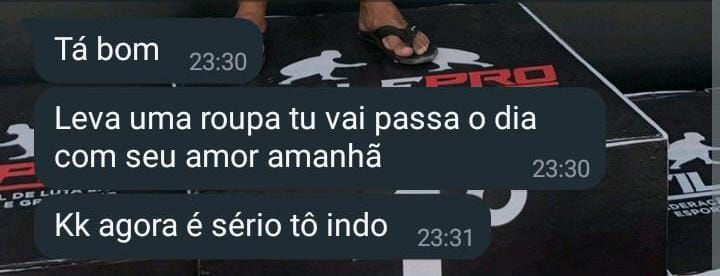 Tá bom
23:30
PRO
Leva uma roupa tu vai passa o dia
com seu amor amanhã
23:30
Kk agora é sério tô indo
23:31